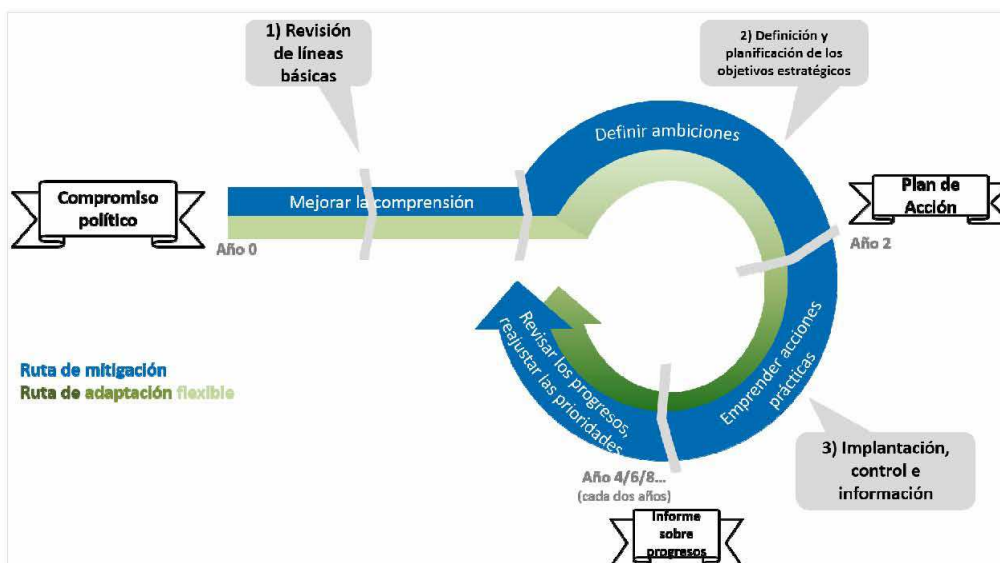 1) Revisión
de líneas
básicas
2) Definición y
planificación de los
objetivos estratégicos
Definir ambiciones
Compromiso
político
Mejorar la comprensión
Plan de
Acción
Año 0
Año 2
Revisar los progresos,
reajustar las prioridades
Emprender acciones
prácticas
Ruta de mitigación
Ruta de adaptación flexible
3) Implantación,
control e
información
Año 4/6/8...
(cada dos años)
Informe
sobre
progresos